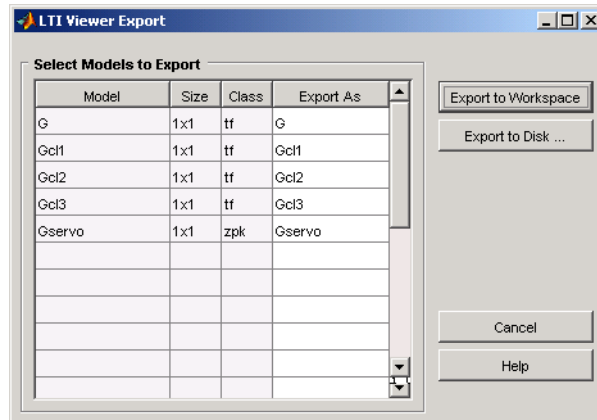 LTI Viewer Export
Select Models to Export
Model Size Class Export As
G 1x1 tf G
Gcl1 1x1 tf Gcl1
Gcl2 1x1 tf Gcl2
Gcl3 1x1 tf Gcl3
Gservo 1x1 zpk Gservo
Export to Workspace
Export to Disk ...
Cancel
Help